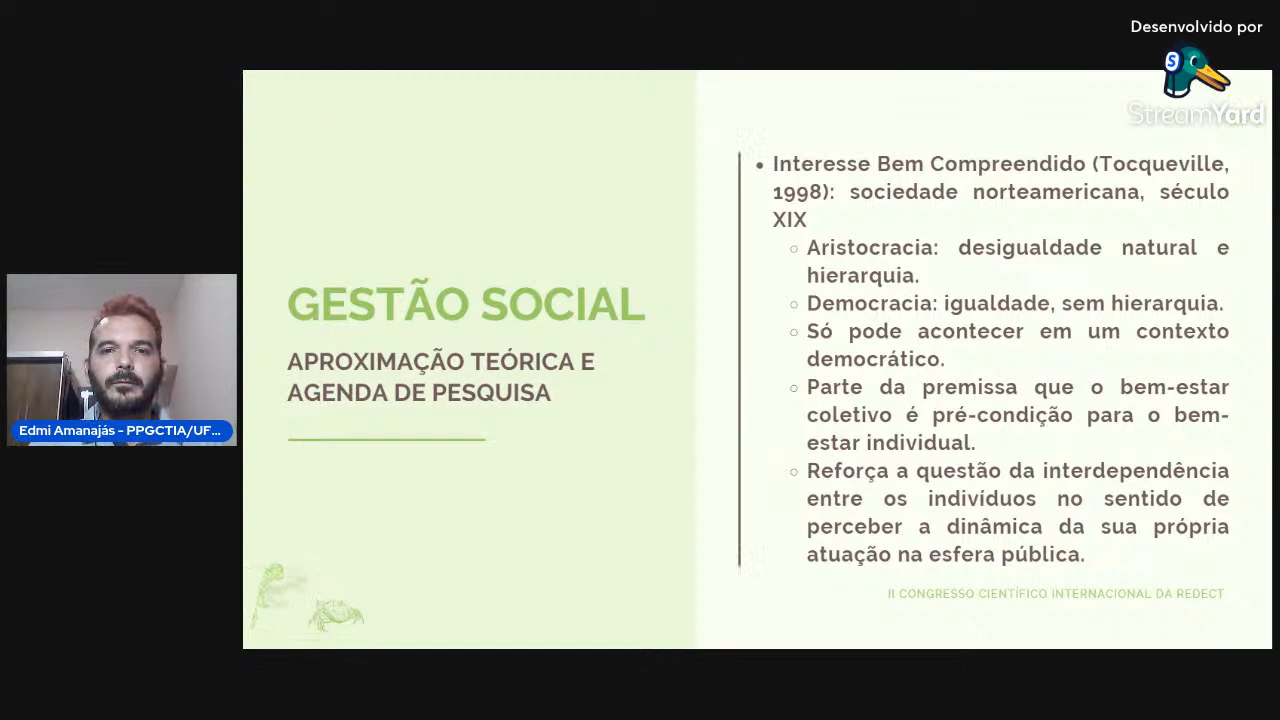 Desenvolvido por
StreamYard
Interesse Bem Compreendido (Tocqueville,
1998): sociedade norteamericana, século
XIX
Aristocracia: desigualdade natural e
hierarquia.
Democracia: igualdade, sem hierarquia.
Só pode acontecer em um contexto
democrático.
Parte da premissa que o bem-estar
coletivo é pré-condição para o bem-
estar individual.
Reforça a questão da interdependência
entre os indivíduos no sentido de
perceber a dinâmica da sua própria
atuação na esfera pública.
GESTÃO SOCIAL
APROXIMAÇÃO TEÓRICA E
AGENDA DE PESQUISA
Edmi Amanajás - PPGCTIA/UF...
II CONGRESSO CIENTÍFICO INTERNACIONAL DA REDECT